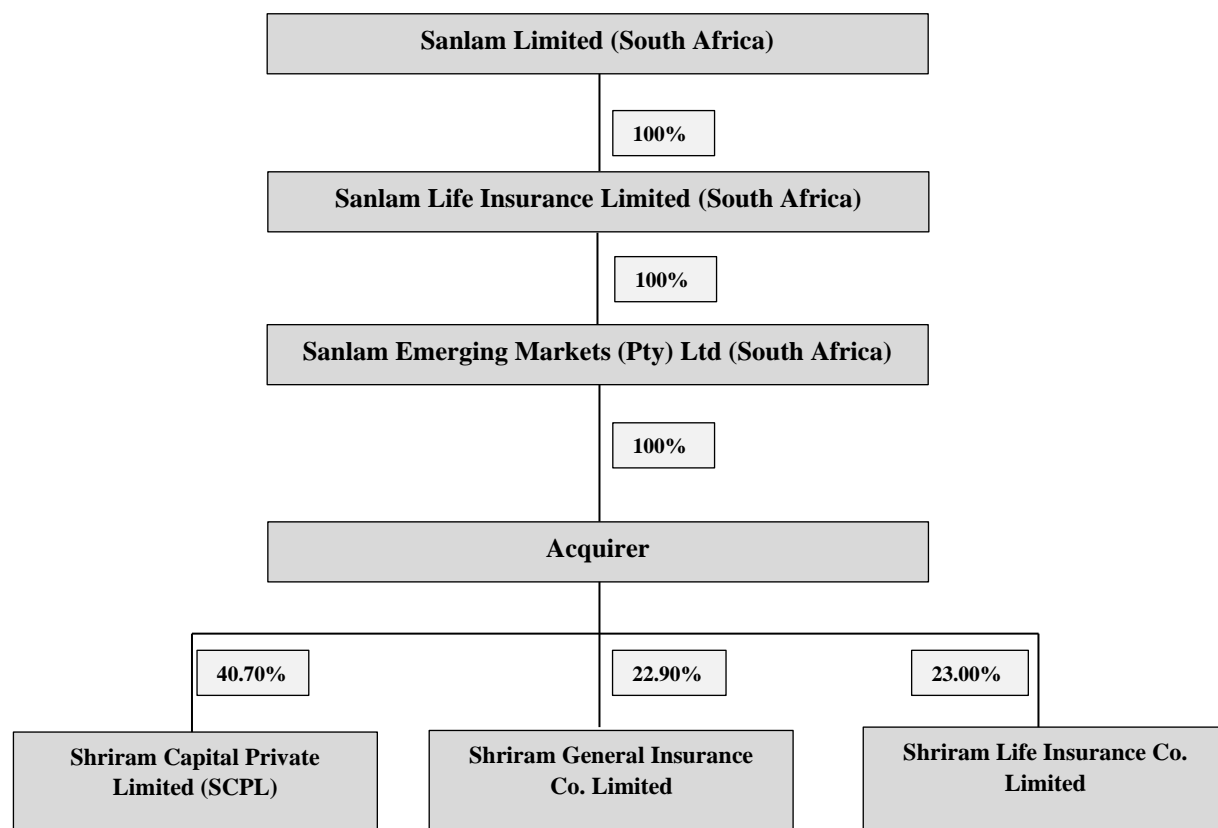 Sanlam Limited (South Africa)
100%
Sanlam Life Insurance Limited (South Africa)
100%
Sanlam Emerging Markets (Pty) Ltd (South Africa)
100%
Acquirer
40.70%
22.90%
23.00%
Shriram Capital Private
Limited (SCPL)
Shriram General Insurance
Co. Limited
Shriram Life Insurance Co.
Limited